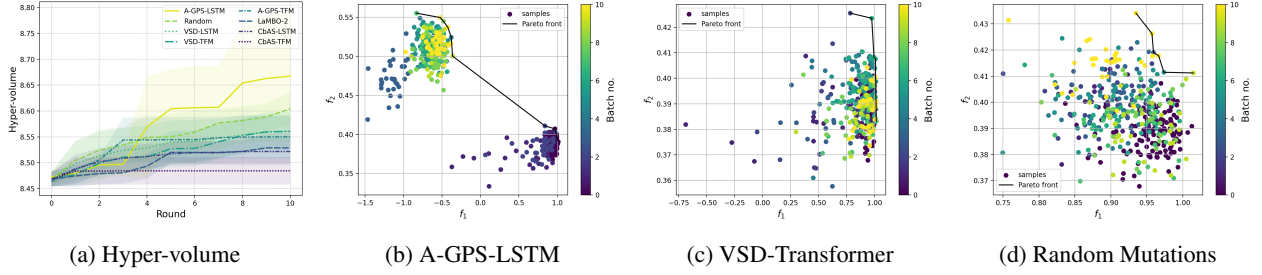 8.80
8.75
8.70
8.65
8.60
8.55
8.50
8.45
Hyper-volume
0 2 4 6 8 10
Round
A-GPS-LSTM
Random
VSD-LSTM
VSD-TFM
A-GPS-TFM
LaMBO-2
CbAS-LSTM
CbAS-TFM
(a) Hyper-volume
0.55
0.50
0.45
0.40
0.35
f2
−1.5 −1.0 −0.5 0.0 0.5 1.0
f1
samples
Pareto front
10
8
6
4
2
0
Batch no.
(b) A-GPS-LSTM
0.42
0.41
0.40
0.39
0.38
0.37
0.36
f2
−0.75 −0.50 −0.25 0.00 0.25 0.50 0.75 1.00
f1
samples
Pareto front
10
8
6
4
2
0
Batch no.
(c) VSD-Transformer
0.43
0.42
0.41
0.40
0.39
0.38
0.37
f2
0.75 0.80 0.85 0.90 0.95 1.00
f1
samples
Pareto front
10
8
6
4
2
0
Batch no.
(d) Random Mutations